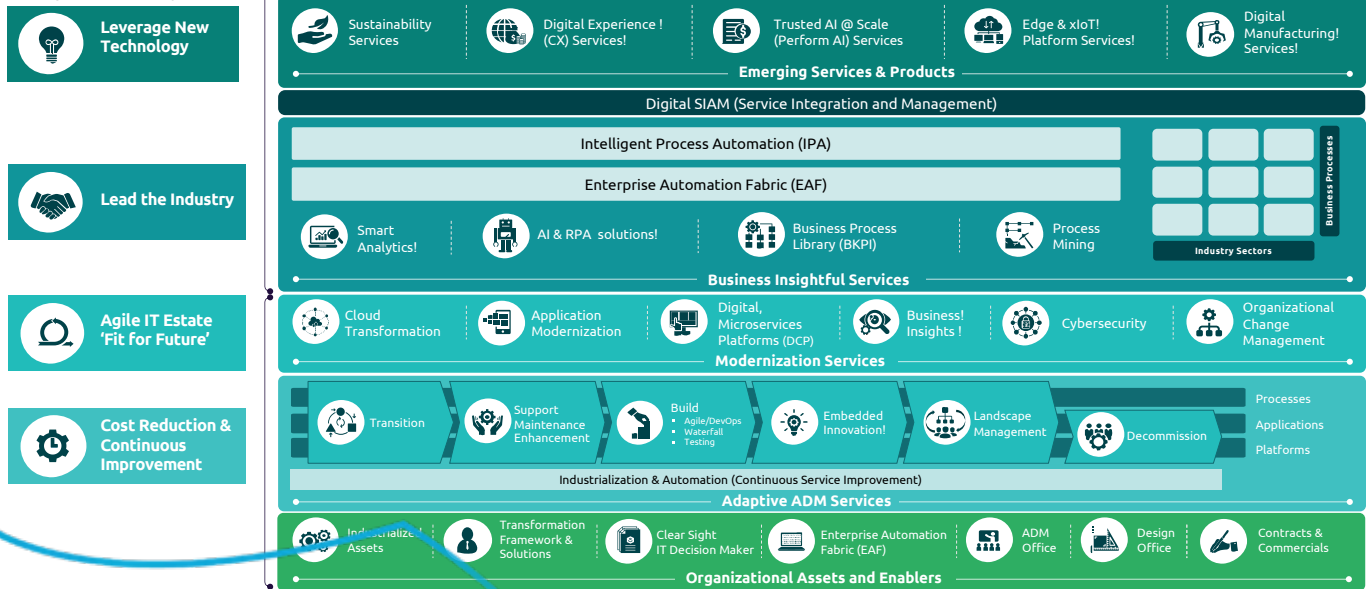 Leverage New
Technology
Lead the Industry
Agile IT Estate
‘Fit for Future’
Cost Reduction &
Continuous
Improvement
Sustainability
Services
Digital Experience !
(CX) Services!
Trusted AI @ Scale
(Perform AI) Services
Edge & xIoT!
Platform Services!
Digital
Manufacturing!
Services!
Emerging Services & Products
Digital SIAM (Service Integration and Management)
Intelligent Process Automation (IPA)
Enterprise Automation Fabric (EAF)
Smart
Analytics!
AI & RPA solutions!
Business Process
Library (BKPI)
Process
Mining
Business Processes
Industry Sectors
Business Insightful Services
Cloud
Transformation
Application
Modernization
Digital,
Microservices
Platforms (DCP)
Business!
Insights !
Cybersecurity
Organizational
Change
Management
Modernization Services
Transition
Support
Maintenance
Enhancement
Build
▪ Agile/DevOps
▪ Waterfall
▪ Testing
Embedded
Innovation!
Landscape
Management
Decommission
Processes
Applications
Platforms
Industrialization & Automation (Continuous Service Improvement)
Adaptive ADM Services
Industrialized
Assets
Transformation
Framework &
Solutions
Clear Sight
IT Decision Maker
Enterprise Automation
Fabric (EAF)
ADM
Office
Design
Office
Contracts &
Commercials
Organizational Assets and Enablers